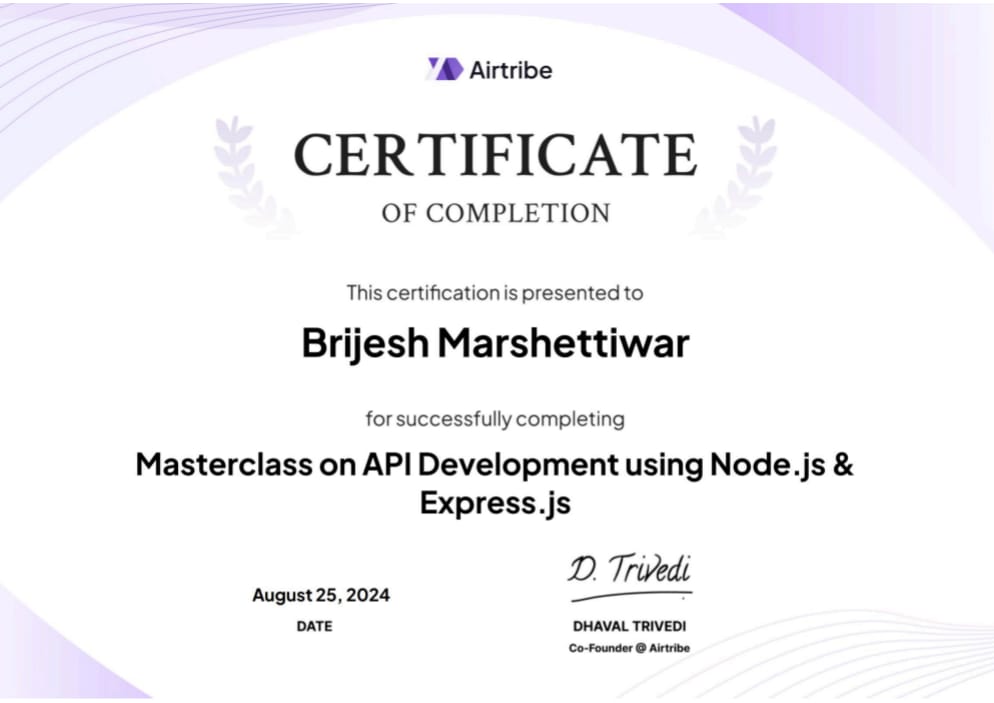 Airtribe
CERTIFICATE
OF COMPLETION
This certification is presented to
Brijesh Marshettiwar
for successfully completing
Masterclass on API Development using Node.js &
Express.js
D. Trivedi
August 25, 2024
DATE
DHAVAL TRIVEDI
Co-Founder @ Airtribe